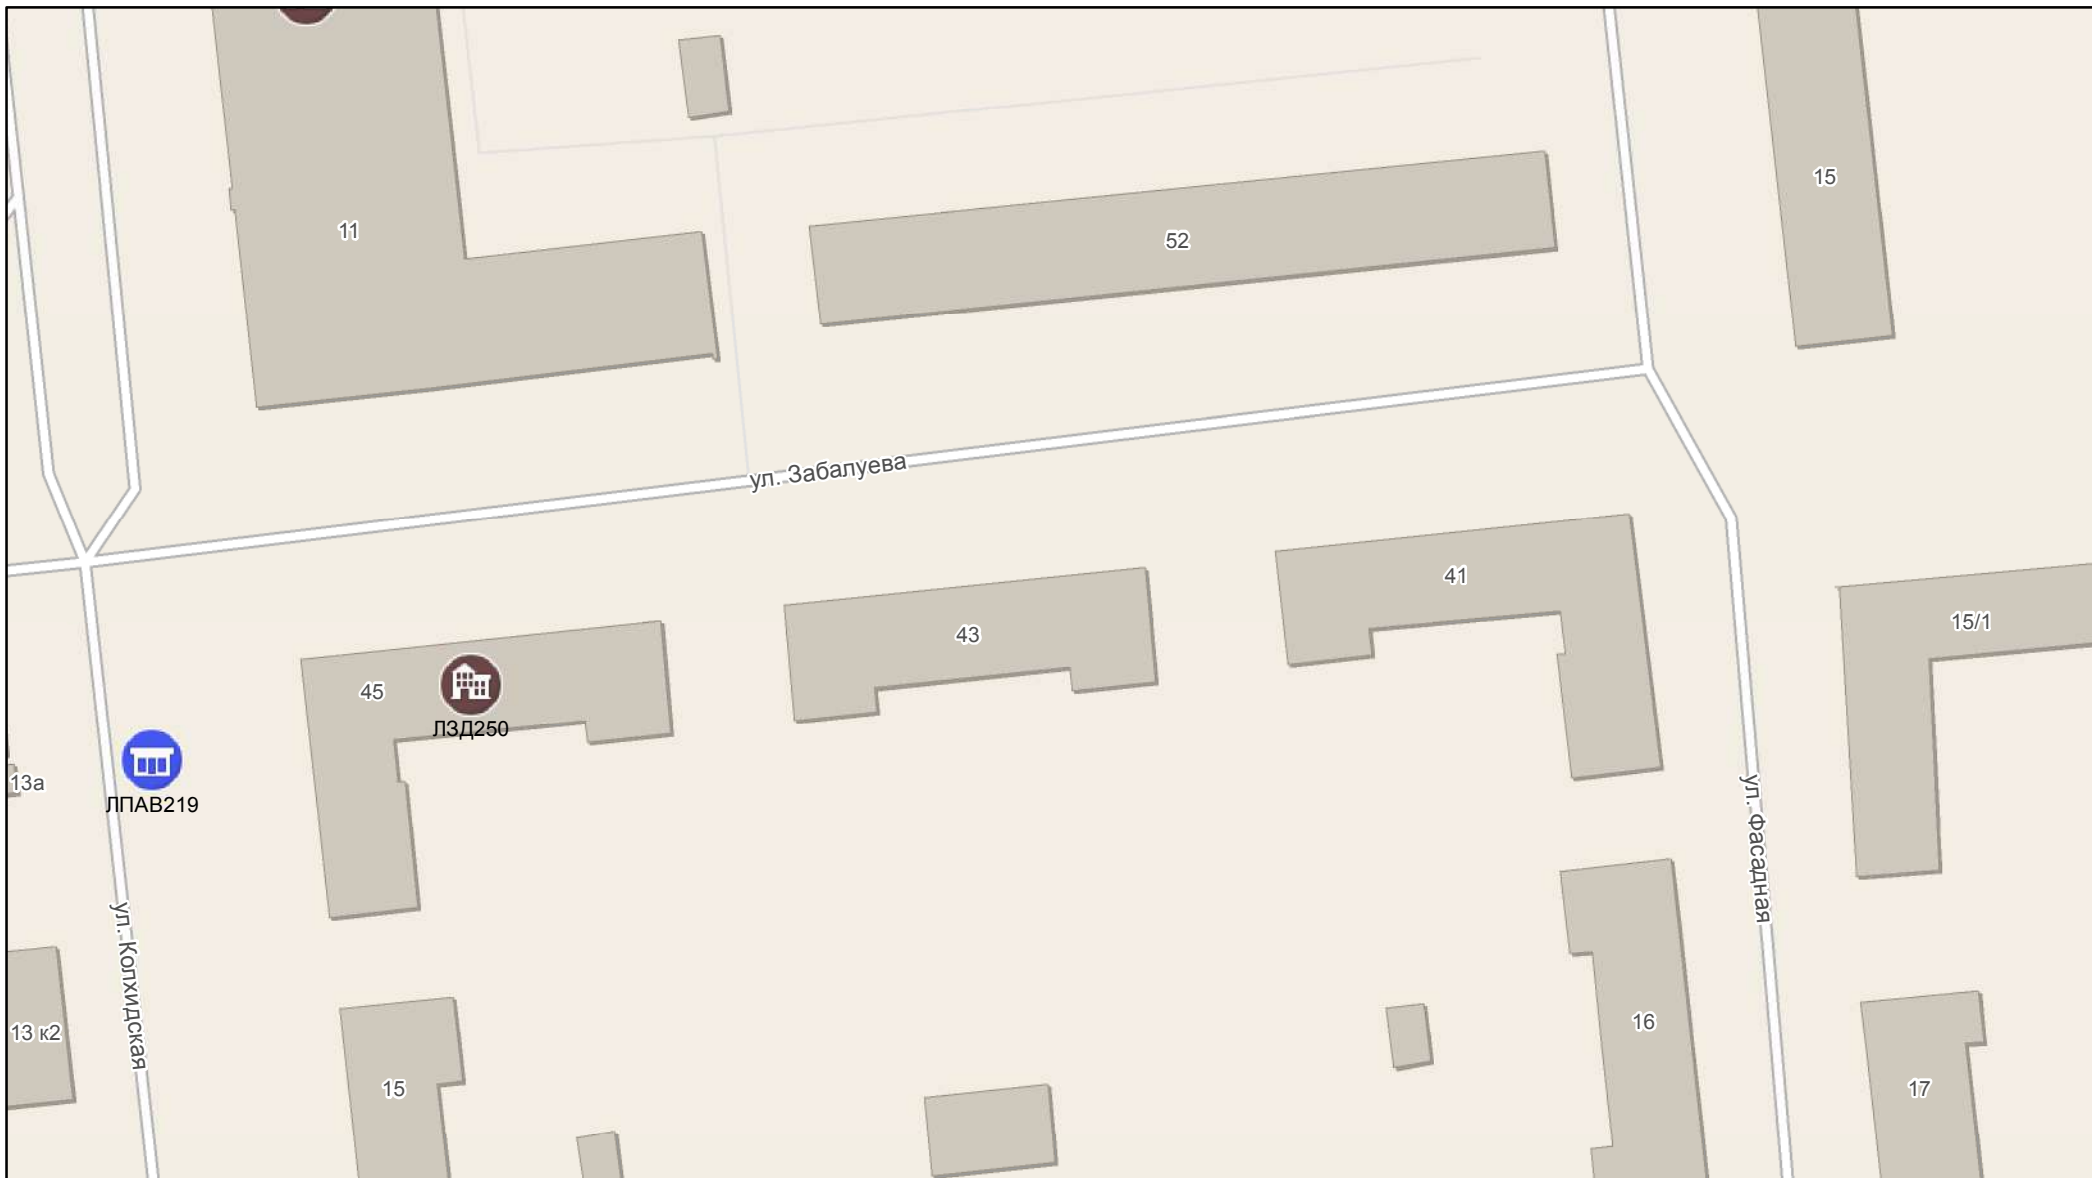 15
11
52
ул. Забалуева
41
15/1
43
45
ЛЗД250
13а
ЛПАВ219
ул. Фасадная
ул. Колхидская
16
13 к2
15
17